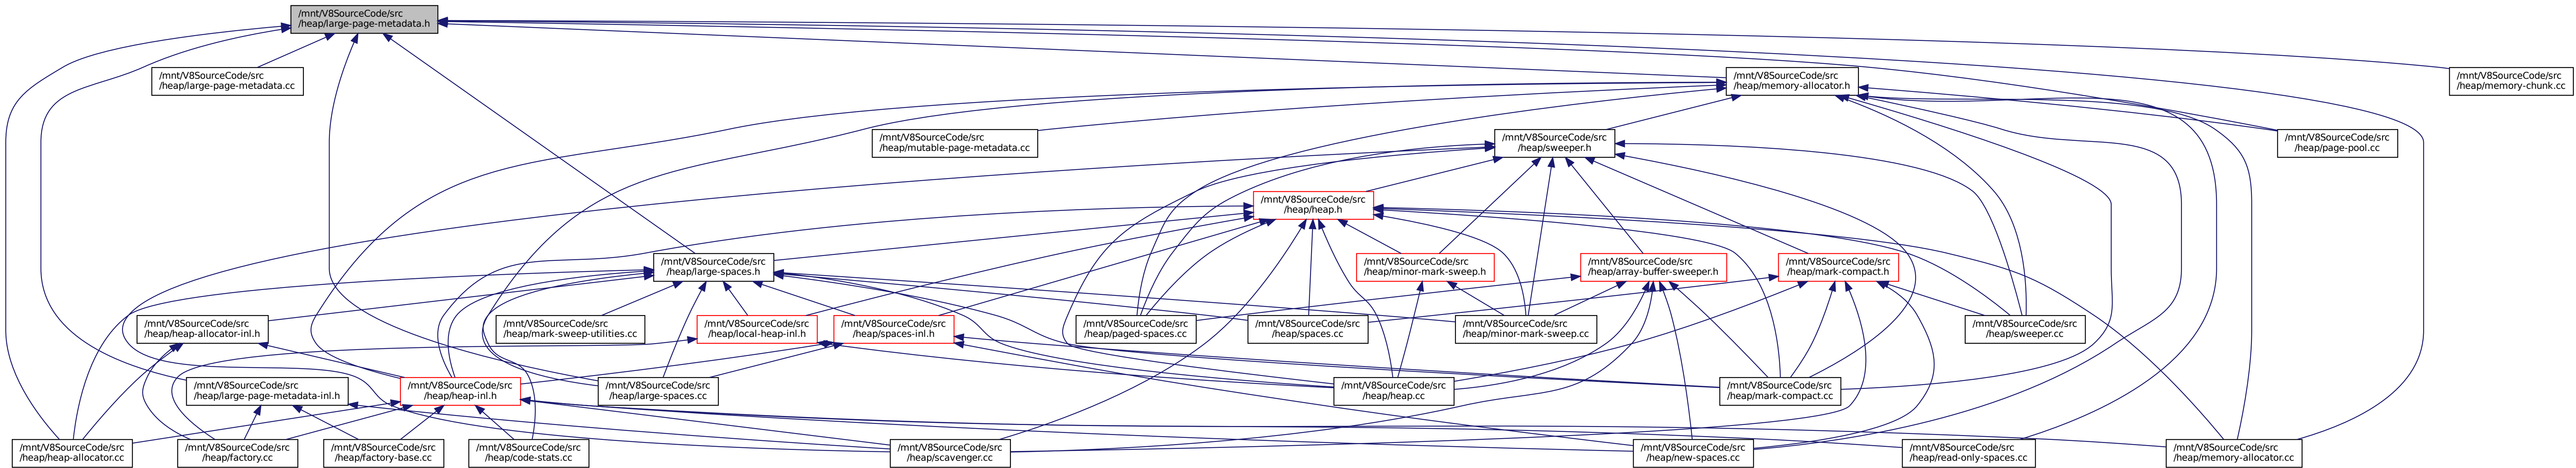 /mnt/V8SourceCode/src
/heap/large-page-metadata.h
/mnt/V8SourceCode/src
/heap/large-page-metadata.cc
/mnt/V8SourceCode/src
/heap/memory-allocator.h
/mnt/V8SourceCode/src
/heap/memory-chunk.cc
/mnt/V8SourceCode/src
/heap/mutable-page-metadata.cc
/mnt/V8SourceCode/src
/heap/sweeper.h
/mnt/V8SourceCode/src
/heap/page-pool.cc
/mnt/V8SourceCode/src
/heap/heap.h
/mnt/V8SourceCode/src
/heap/large-spaces.h
/mnt/V8SourceCode/src
/heap/minor-mark-sweep.h
/mnt/V8SourceCode/src
/heap/array-buffer-sweeper.h
/mnt/V8SourceCode/src
/heap/mark-compact.h
/mnt/V8SourceCode/src
/heap/heap-allocator-inl.h
/mnt/V8SourceCode/src
/heap/mark-sweep-utilities.cc
/mnt/V8SourceCode/src
/heap/local-heap-inl.h
/mnt/V8SourceCode/src
/heap/spaces-inl.h
/mnt/V8SourceCode/src
/heap/paged-spaces.cc
/mnt/V8SourceCode/src
/heap/spaces.cc
/mnt/V8SourceCode/src
/heap/minor-mark-sweep.cc
/mnt/V8SourceCode/src
/heap/sweeper.cc
/mnt/V8SourceCode/src
/heap/large-page-metadata-inl.h
/mnt/V8SourceCode/src
/heap/heap-inl.h
/mnt/V8SourceCode/src
/heap/large-spaces.cc
/mnt/V8SourceCode/src
/heap/heap.cc
/mnt/V8SourceCode/src
/heap/mark-compact.cc
/mnt/V8SourceCode/src
/heap/heap-allocator.cc
/mnt/V8SourceCode/src
/heap/factory.cc
/mnt/V8SourceCode/src
/heap/factory-base.cc
/mnt/V8SourceCode/src
/heap/code-stats.cc
/mnt/V8SourceCode/src
/heap/scavenger.cc
/mnt/V8SourceCode/src
/heap/new-spaces.cc
/mnt/V8SourceCode/src
/heap/read-only-spaces.cc
/mnt/V8SourceCode/src
/heap/memory-allocator.cc